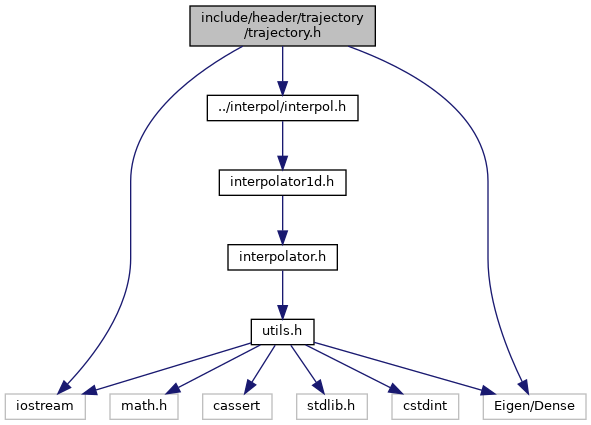 include/header/trajectory
/trajectory.h
../interpol/interpol.h
interpolator1d.h
interpolator.h
utils.h
iostream
math.h
cassert
stdlib.h
cstdint
Eigen/Dense